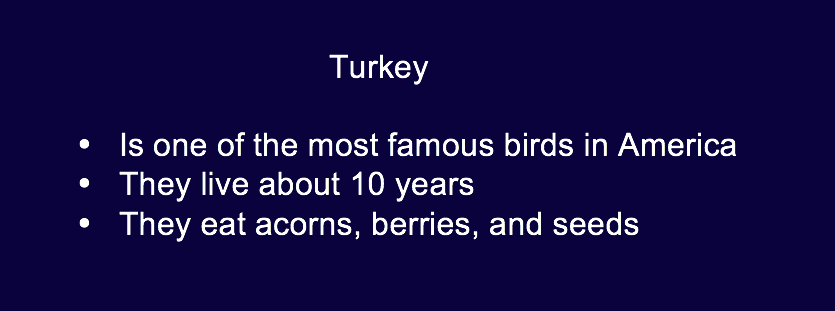 Turkey
• Is one of the most famous birds in America
• They live about 10 years
• They eat acorns, berries, and seeds